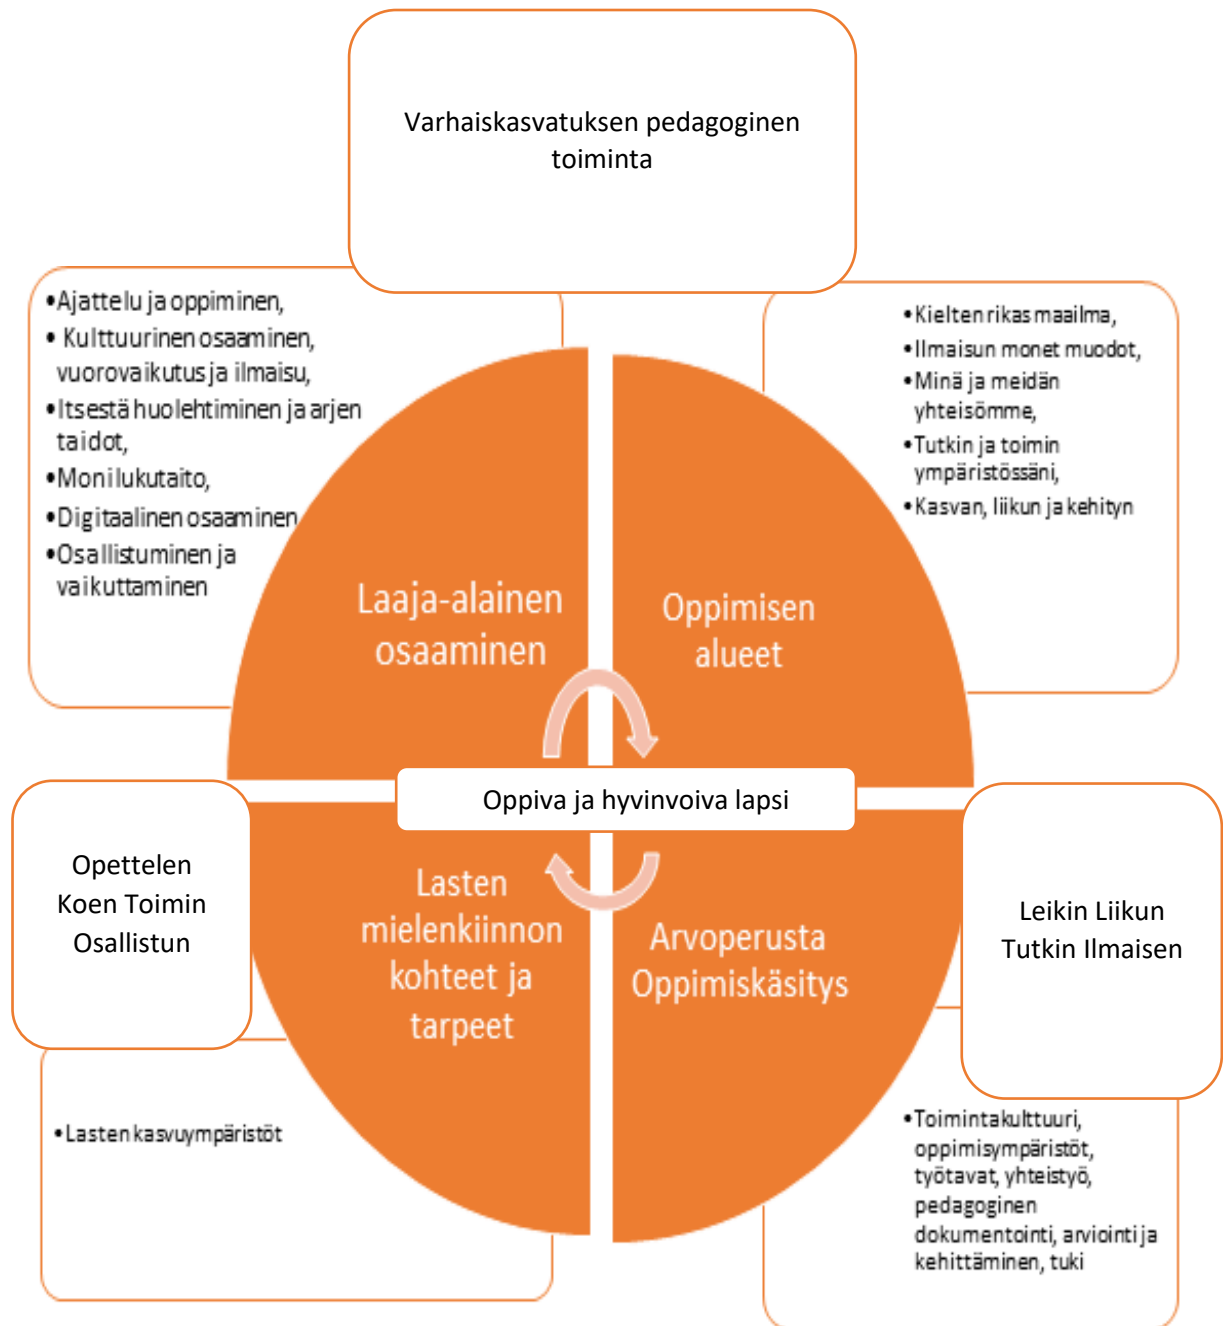 Varhaiskasvatuksen pedagoginen
toiminta
•Ajattelu ja oppiminen,
• Kulttuurinen osaaminen,
vuorovaikutus ja ilmaisu,
•Itsestä huolehtiminen ja arjen
taidot,
•Monilukutaito,
•Digitaalinen osaaminen
•Osallistuminen ja
vaikuttaminen
•Kielten rikas maailma,
•Ilmaisun monet muodot,
•Minä ja meidän
yhteisömme,
•Tutkin ja toimin
ympäristössäni,
•Kasvan, liikun ja kehityn
Laaja-alainen
osaaminen
Oppimisen
alueet
Oppiva ja hyvinvoiva lapsi
Opettelen
Koen Toimin
Osallistun
Lasten
mielenkiinnon
kohteet ja
tarpeet
Arvoperusta
Oppimiskäsitys
Leikin Liikun
Tutkin Ilmaisen
•Lasten kasvuympäristöt
•Toimintakulttuuri,
oppimisympäristöt,
työtavat, yhteistyö,
pedagoginen
dokumentointi, arviointi ja
kehittäminen, tuki